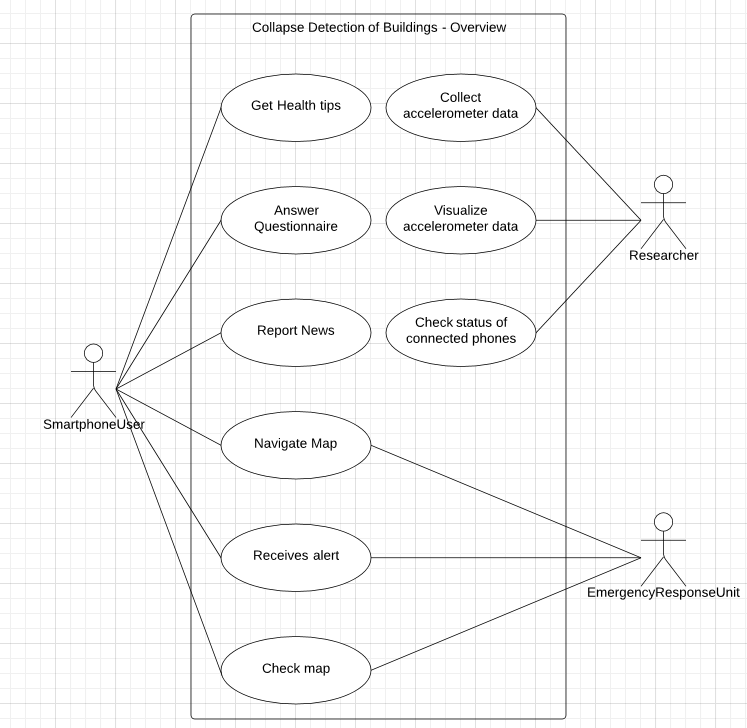 Collapse Detection of Buildings - Overview
Get Health tips
Collect
accelerometer data
Answer
Questionnaire
Visualize
accelerometer data
Researcher
Report News
Check status of
connected phones
SmartphoneUser
Navigate Map
Receives alert
EmergencyResponseUnit
Check map